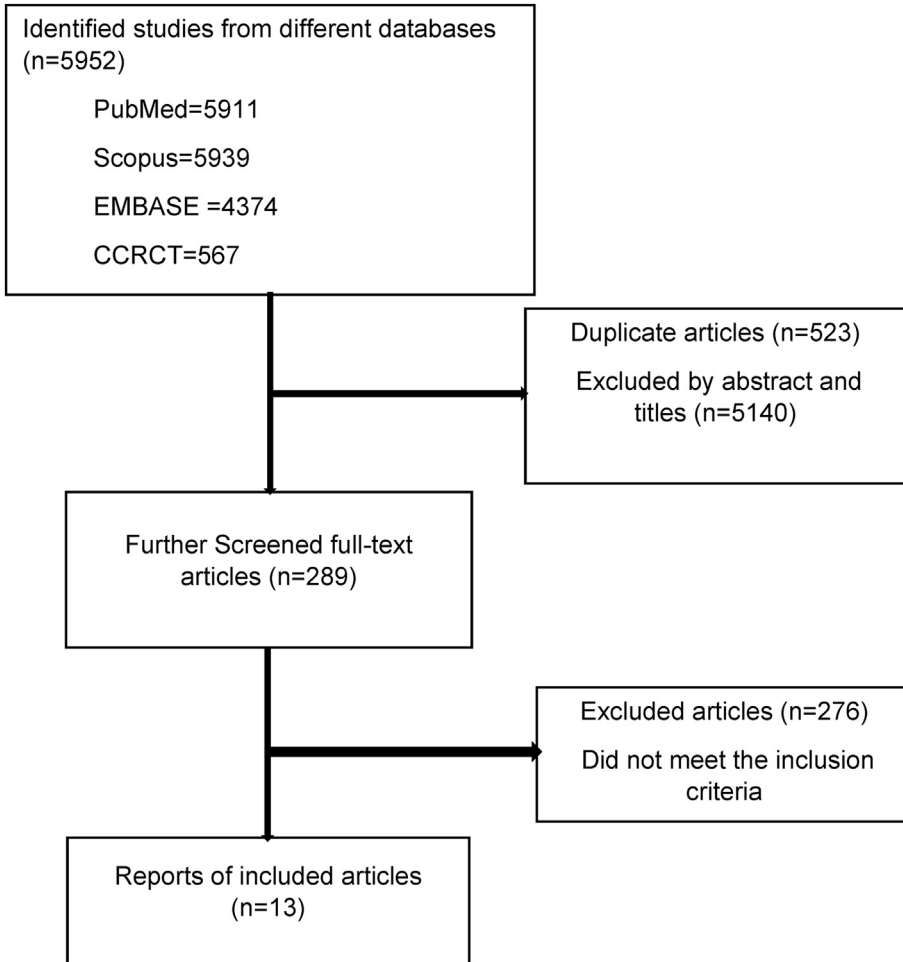 Identified studies from different databases
(n=5952)
PubMed=5911
Scopus=5939
EMBASE =4374
CCRCT=567
Duplicate articles (n=523)
Excluded by abstract and
titles (n=5140)
Further Screened full-text
articles (n=289)
Excluded articles (n=276)
Did not meet the inclusion
criteria
Reports of included articles
(n=13)